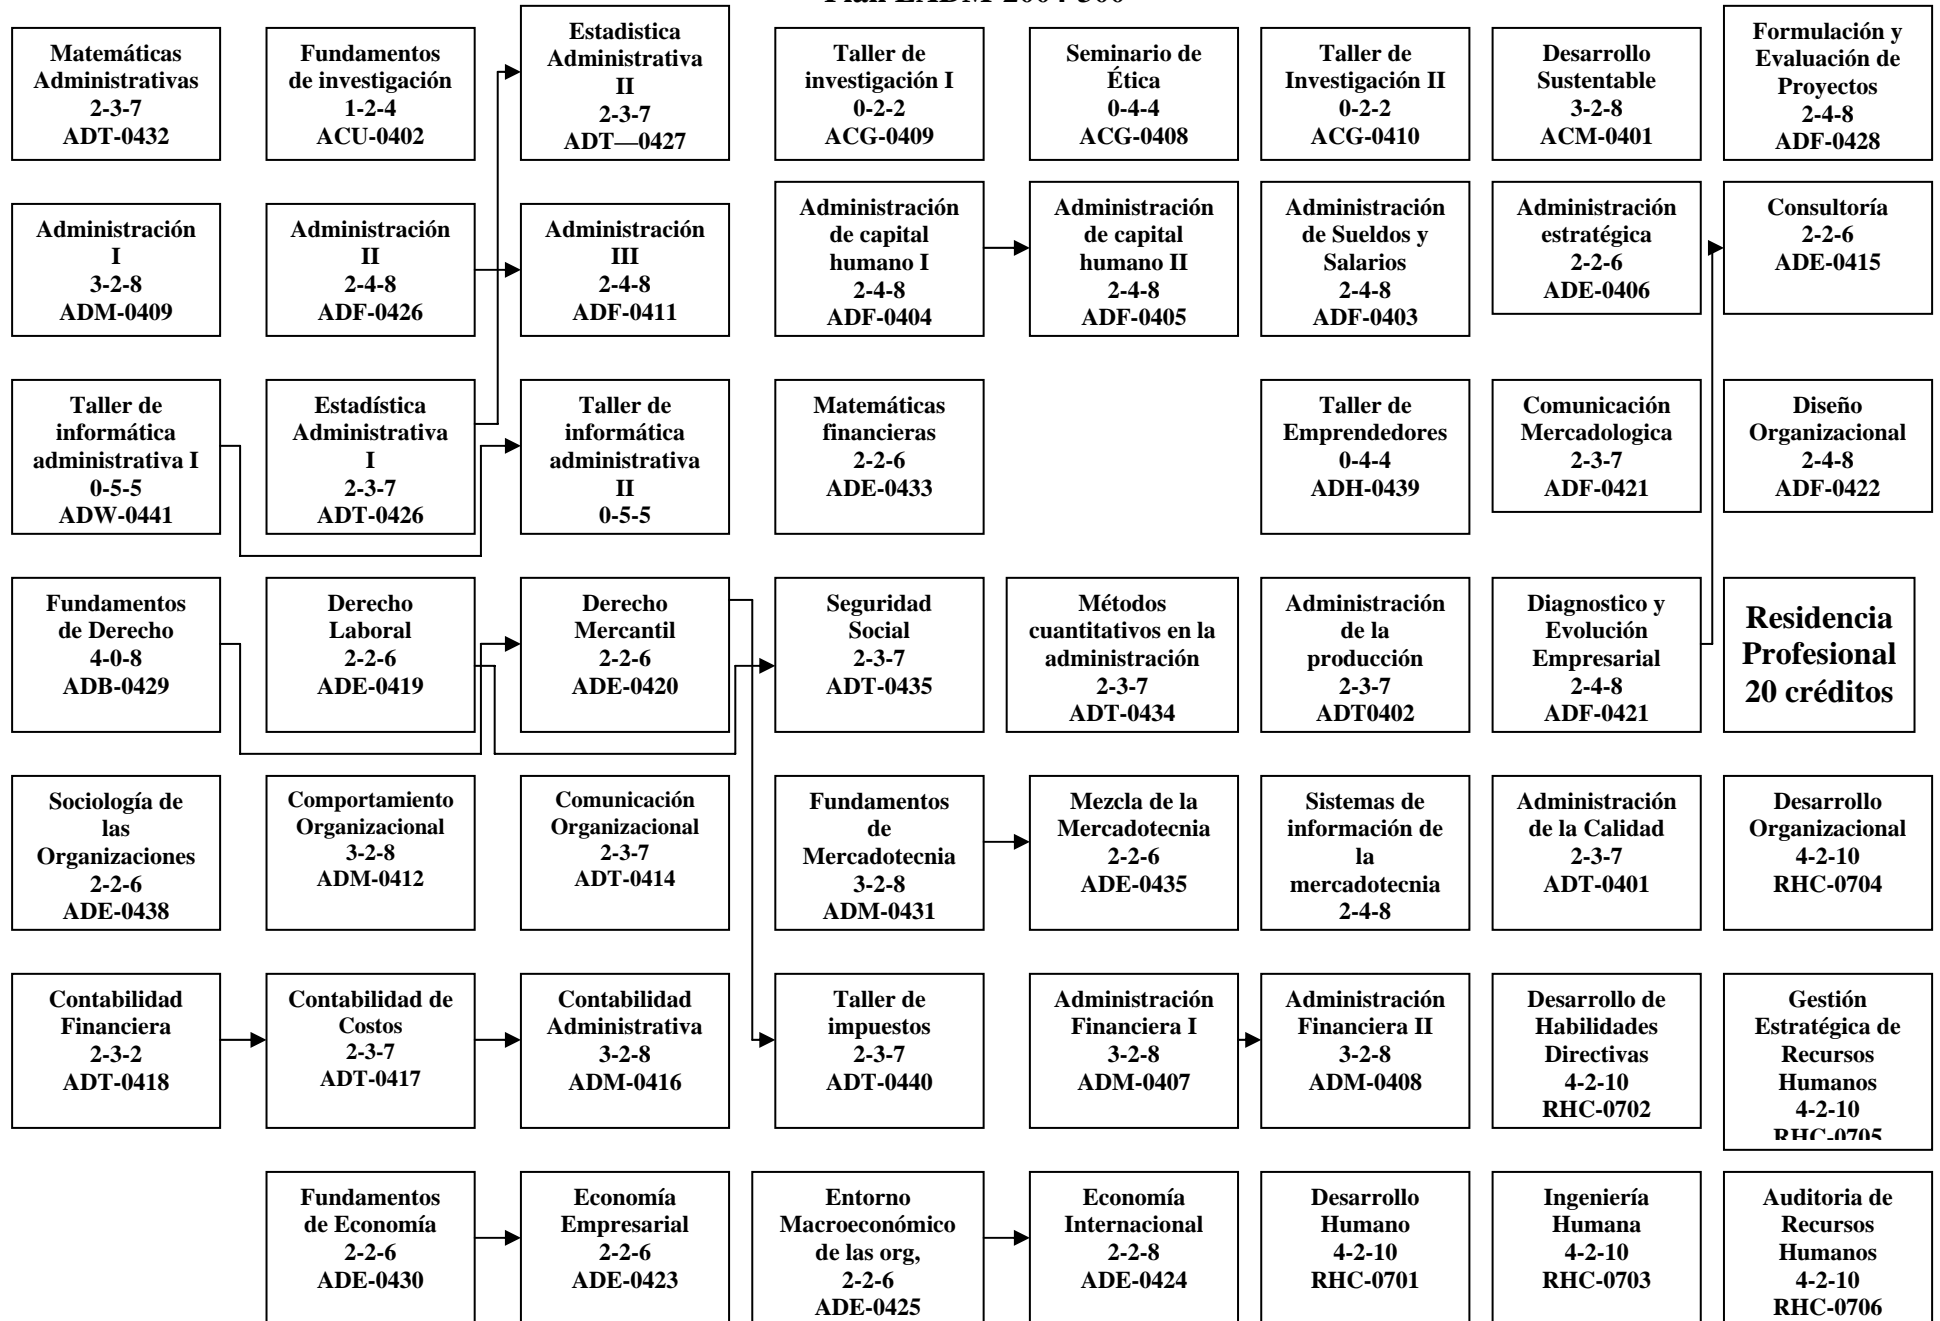 Plan LADM-2004-300
Matemáticas
Administrativas
2-3-7
ADT-0432
Fundamentos
de investigación
1-2-4
ACU-0402
Estadistica
Administrativa
II
2-3-7
ADT—0427
Taller de
investigación I
0-2-2
ACG-0409
Seminario de
Ética
0-4-4
ACG-0408
Taller de
Investigación II
0-2-2
ACG-0410
Desarrollo
Sustentable
3-2-8
ACM-0401
Formulación y
Evaluación de
Proyectos
2-4-8
ADF-0428
Administración
I
3-2-8
ADM-0409
Administración
II
2-4-8
ADF-0426
Administración
III
2-4-8
ADF-0411
Administración
de capital
humano I
2-4-8
ADF-0404
Administración
de capital
humano II
2-4-8
ADF-0405
Administración
de Sueldos y
Salarios
2-4-8
ADF-0403
Administración
estratégica
2-2-6
ADE-0406
Consultoría
2-2-6
ADE-0415
Taller de
informática
administrativa I
0-5-5
ADW-0441
Estadística
Administrativa
I
2-3-7
ADT-0426
Taller de
informática
administrativa
II
0-5-5
Matemáticas
financieras
2-2-6
ADE-0433
Taller de
Emprendedores
0-4-4
ADH-0439
Comunicación
Mercadologica
2-3-7
ADF-0421
Diseño
Organizacional
2-4-8
ADF-0422
Fundamentos
de Derecho
4-0-8
ADB-0429
Derecho
Laboral
2-2-6
ADE-0419
Derecho
Mercantil
2-2-6
ADE-0420
Seguridad
Social
2-3-7
ADT-0435
Métodos
cuantitativos en la
administración
2-3-7
ADT-0434
Administración
de la
producción
2-3-7
ADT0402
Diagnostico y
Evolución
Empresarial
2-4-8
ADF-0421
Residencia
Profesional
20 créditos
Sociología de
las
Organizaciones
2-2-6
ADE-0438
Comportamiento
Organizacional
3-2-8
ADM-0412
Comunicación
Organizacional
2-3-7
ADT-0414
Fundamentos
de
Mercadotecnia
3-2-8
ADM-0431
Mezcla de la
Mercadotecnia
2-2-6
ADE-0435
Sistemas de
información de
la
mercadotecnia
2-4-8
Administración
de la Calidad
2-3-7
ADT-0401
Desarrollo
Organizacional
4-2-10
RHC-0704
Contabilidad
Financiera
2-3-2
ADT-0418
Contabilidad de
Costos
2-3-7
ADT-0417
Contabilidad
Administrativa
3-2-8
ADM-0416
Taller de
impuestos
2-3-7
ADT-0440
Administración
Financiera I
3-2-8
ADM-0407
Administración
Financiera II
3-2-8
ADM-0408
Desarrollo de
Habilidades
Directivas
4-2-10
RHC-0702
Gestión
Estratégica de
Recursos
Humanos
4-2-10
RHC-0705
Fundamentos
de Economía
2-2-6
ADE-0430
Economía
Empresarial
2-2-6
ADE-0423
Entorno
Macroeconómico
de las org,
2-2-6
ADE-0425
Economía
Internacional
2-2-8
ADE-0424
Desarrollo
Humano
4-2-10
RHC-0701
Ingeniería
Humana
4-2-10
RHC-0703
Auditoria de
Recursos
Humanos
4-2-10
RHC-0706